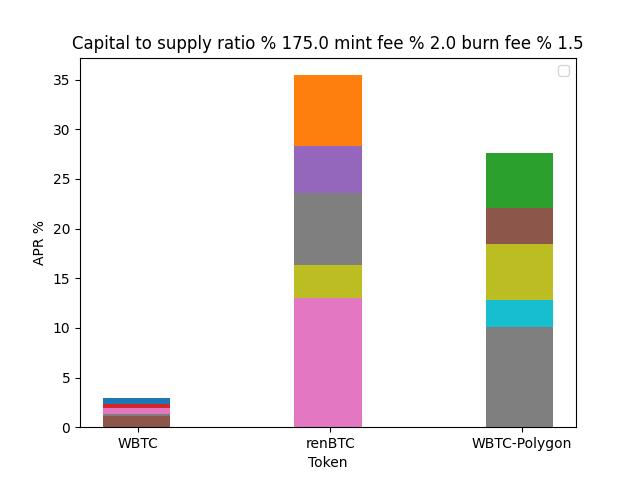 Capital to supply ratio % 175.0 mint fee % 2.0 burn fee % 1.5
35
30
25
20
15
10
5
0
APR %
WBTC renBTC WBTC-Polygon
Token